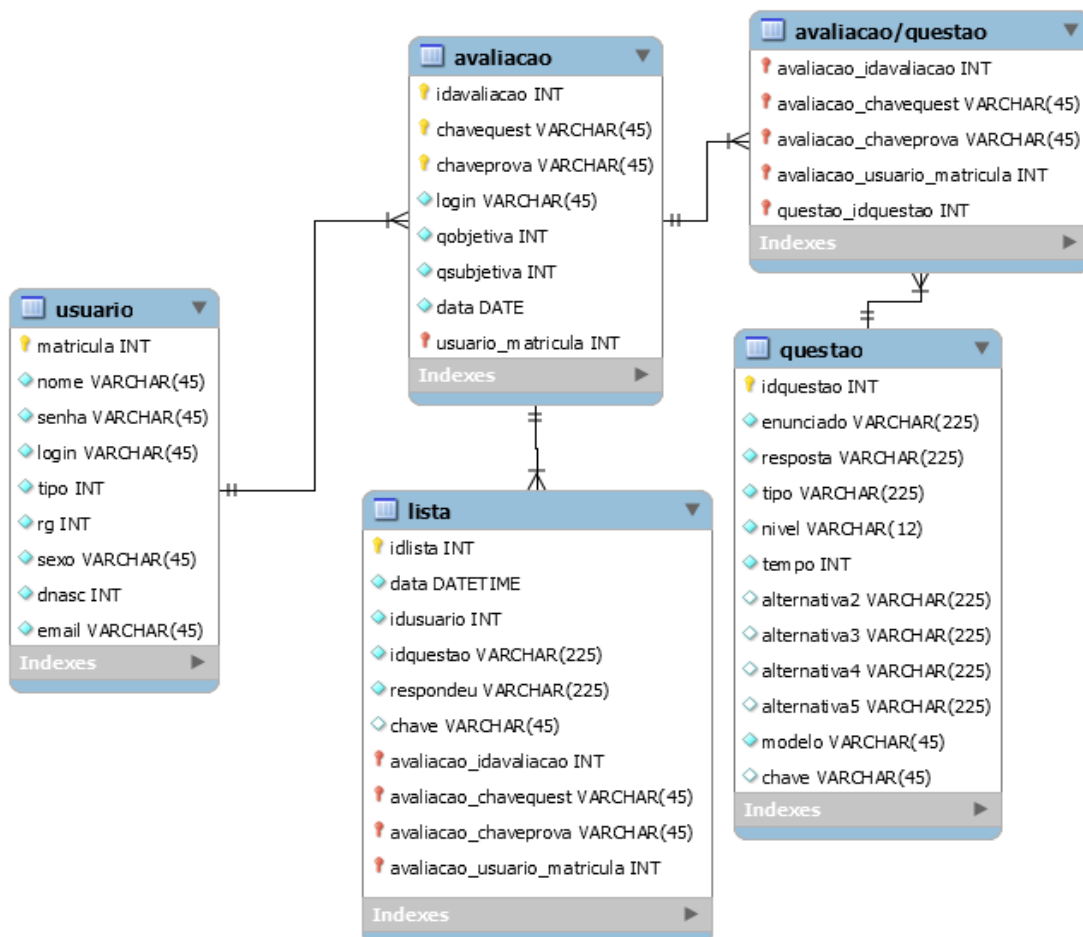 usuario
matricula INT
nome VARCHAR(45)
senha VARCHAR(45)
login VARCHAR(45)
tipo INT
rg INT
sexo VARCHAR(45)
dnasc INT
email VARCHAR(45)
Indexes
avaliacao
idavaliacao INT
chavequest VARCHAR(45)
chaveprova VARCHAR(45)
login VARCHAR(45)
qobjetiva INT
qsubjetiva INT
data DATE
usuario_matricula INT
Indexes
lista
idlista INT
data DATETIME
idusuario INT
idquestao VARCHAR(225)
respondeu VARCHAR(225)
chave VARCHAR(45)
avaliacao_idavaliacao INT
avaliacao_chavequest VARCHAR(45)
avaliacao_chaveprova VARCHAR(45)
avaliacao_usuario_matricula INT
Indexes
avaliacao/questao
avaliacao_idavaliacao INT
avaliacao_chavequest VARCHAR(45)
avaliacao_chaveprova VARCHAR(45)
avaliacao_usuario_matricula INT
questao_idquestao INT
Indexes
questao
idquestao INT
enunciado VARCHAR(225)
resposta VARCHAR(225)
tipo VARCHAR(225)
nivel VARCHAR(12)
tempo INT
alternativa2 VARCHAR(225)
alternativa3 VARCHAR(225)
alternativa4 VARCHAR(225)
alternativa5 VARCHAR(225)
modelo VARCHAR(45)
chave VARCHAR(45)
Indexes